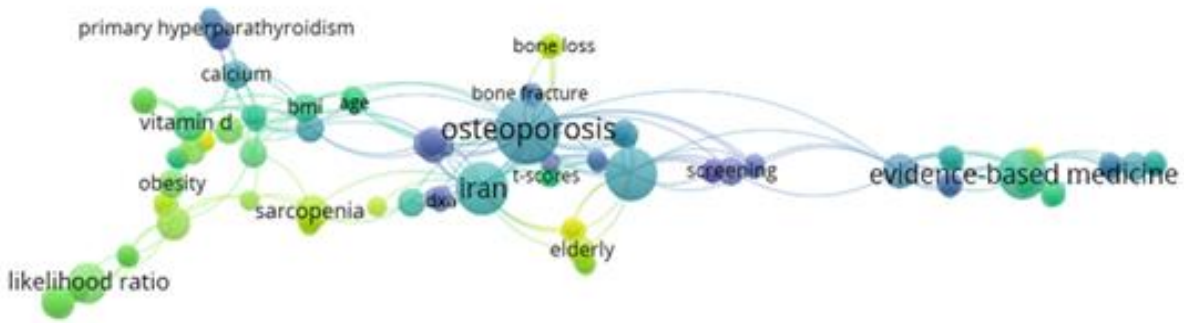 primary hyperparathyroidism
bone loss
calcium
bone fracture
bmi
age
vitamin d
osteoporosis
screening
evidence-based medicine
t-scores
obesity
iran
dxa
sarcopenia
elderly
likelihood ratio